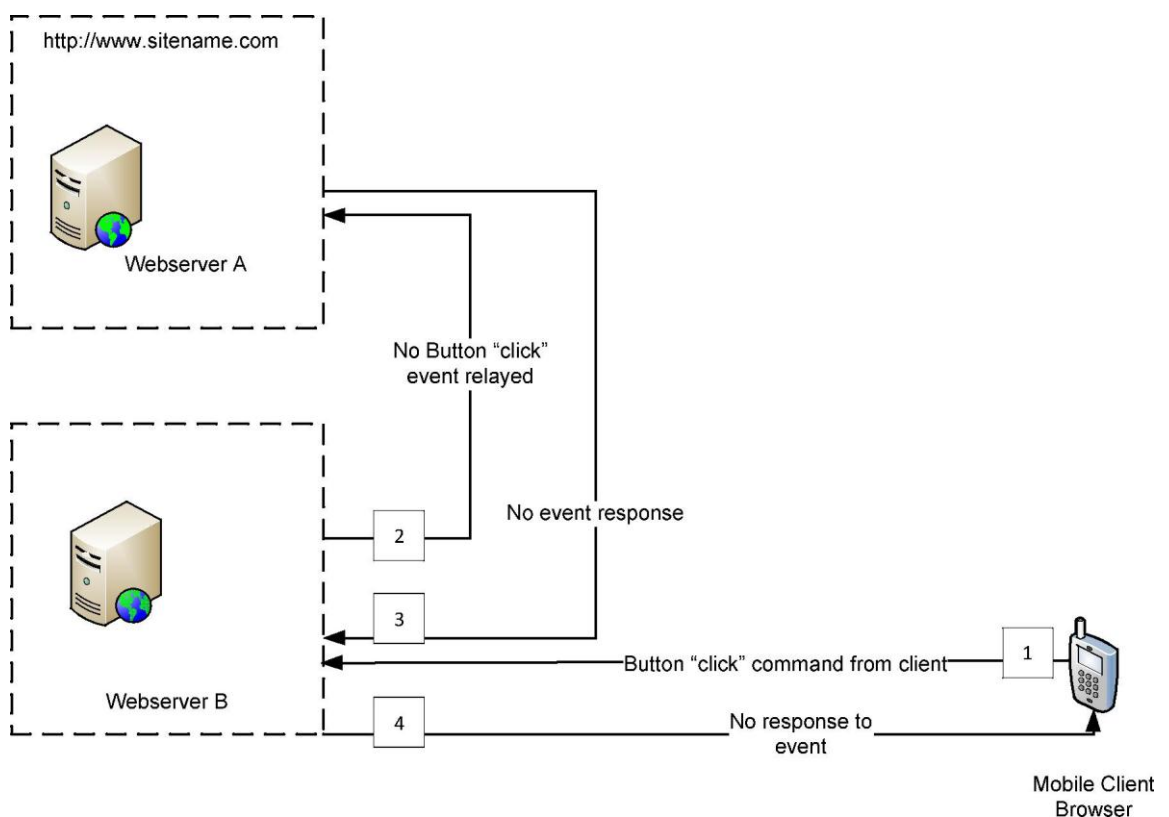 http://www.sitename.com
Webserver A
No Button “click”
event relayed
No event response
2
3
1
Button “click” command from client
Webserver B
4
No response to
event
Mobile Client
Browser